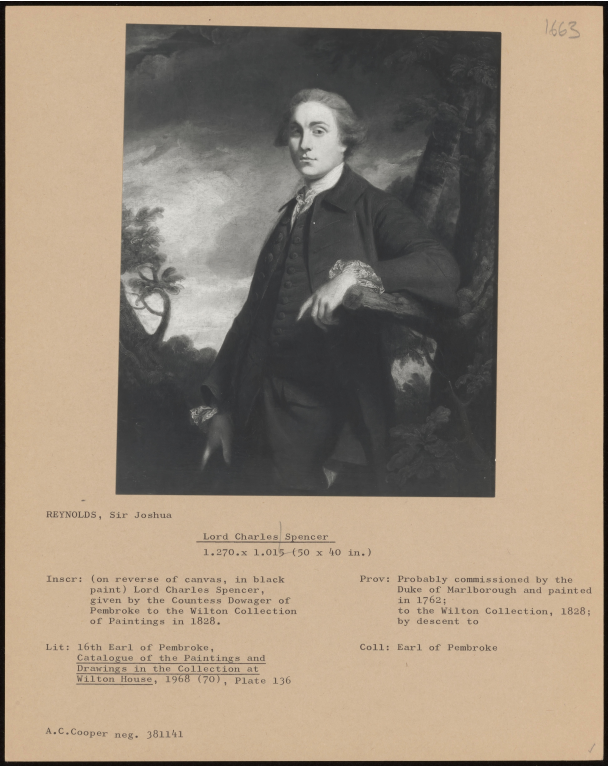 1663
REYNOLDS, Sir Joshua
Lord Charles Spencer
1.270.x 1.015 (50 x 40 in.)
Inscr: (on reverse of canvas, in black
paint) Lord Charles Spencer,
given by the Countess Dowager of
Pembroke to the Wilton Collection
of Paintings in 1828.
Lit: 16th Earl of Pembroke,
Catalogue of the Paintings and
Drawings in the Collection at
Wilton House, 1968 (70), Plate 136
Prov: Probably commissioned by the
Duke of Marlborough and painted
in 1762;
to the Wilton Collection, 1828;
by descent to
Coll: Earl of Pembroke
A.C.Cooper neg. 381141